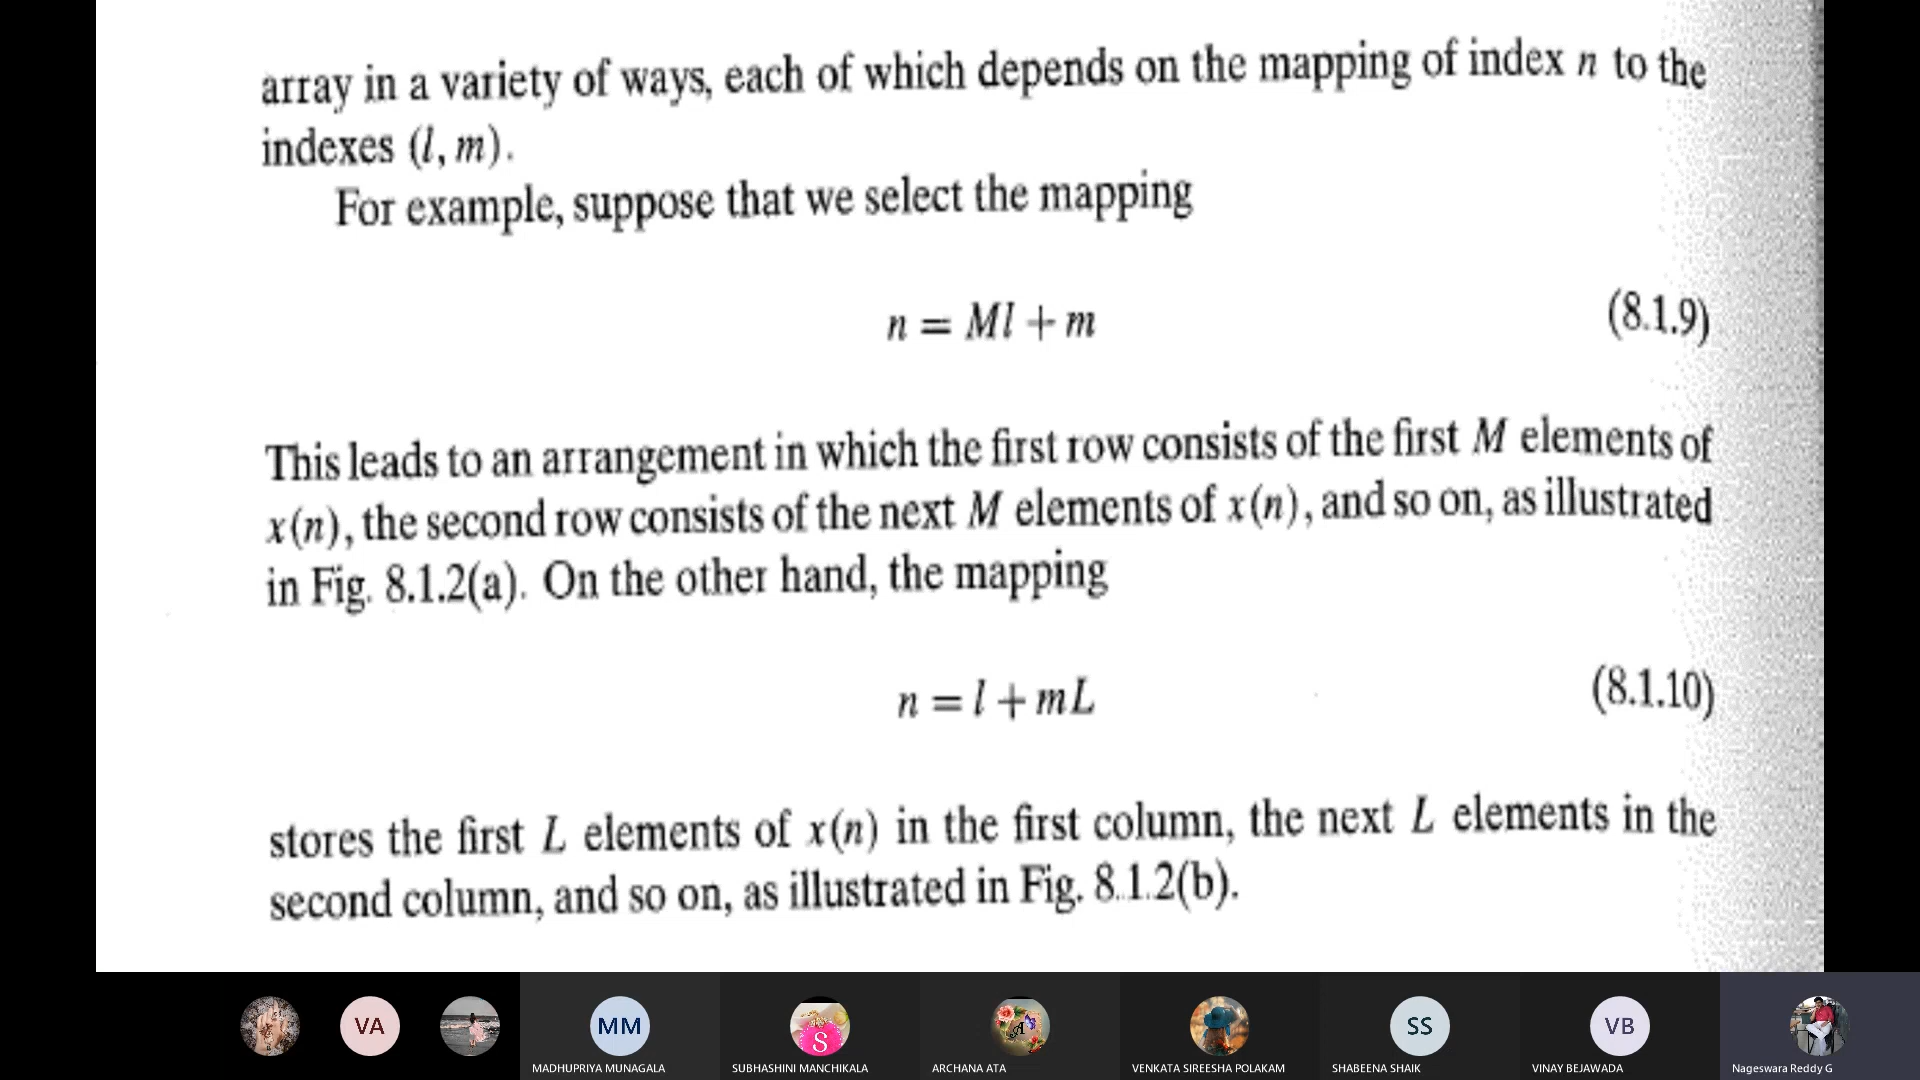 array in a variety of ways, each of which depends on the mapping of index n to the
indexes (l, m).
For example, suppose that we select the mapping
n = Ml + m (8.1.9)
This leads to an arrangement in which the first row consists of the first M elements of
x(n), the second row consists of the next M elements of x(n), and so on, as illustrated
in Fig. 8.1.2(a). On the other hand, the mapping
n = l + mL (8.1.10)
stores the first L elements of x(n) in the first column, the next L elements in the
second column, and so on, as illustrated in Fig. 8.1.2(b).
VA MM S A SS VB
MADHUPRIYA MUNAGALA SUBHASHINI MANCHIKALA ARCHANA ATA VENKATA SIREESHA POLAKAM SHABEENA SHAIK VINAY BEJAWADA Nageswara Reddy G